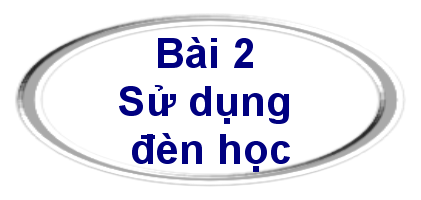 Bài 2
Sử dụng
đèn học